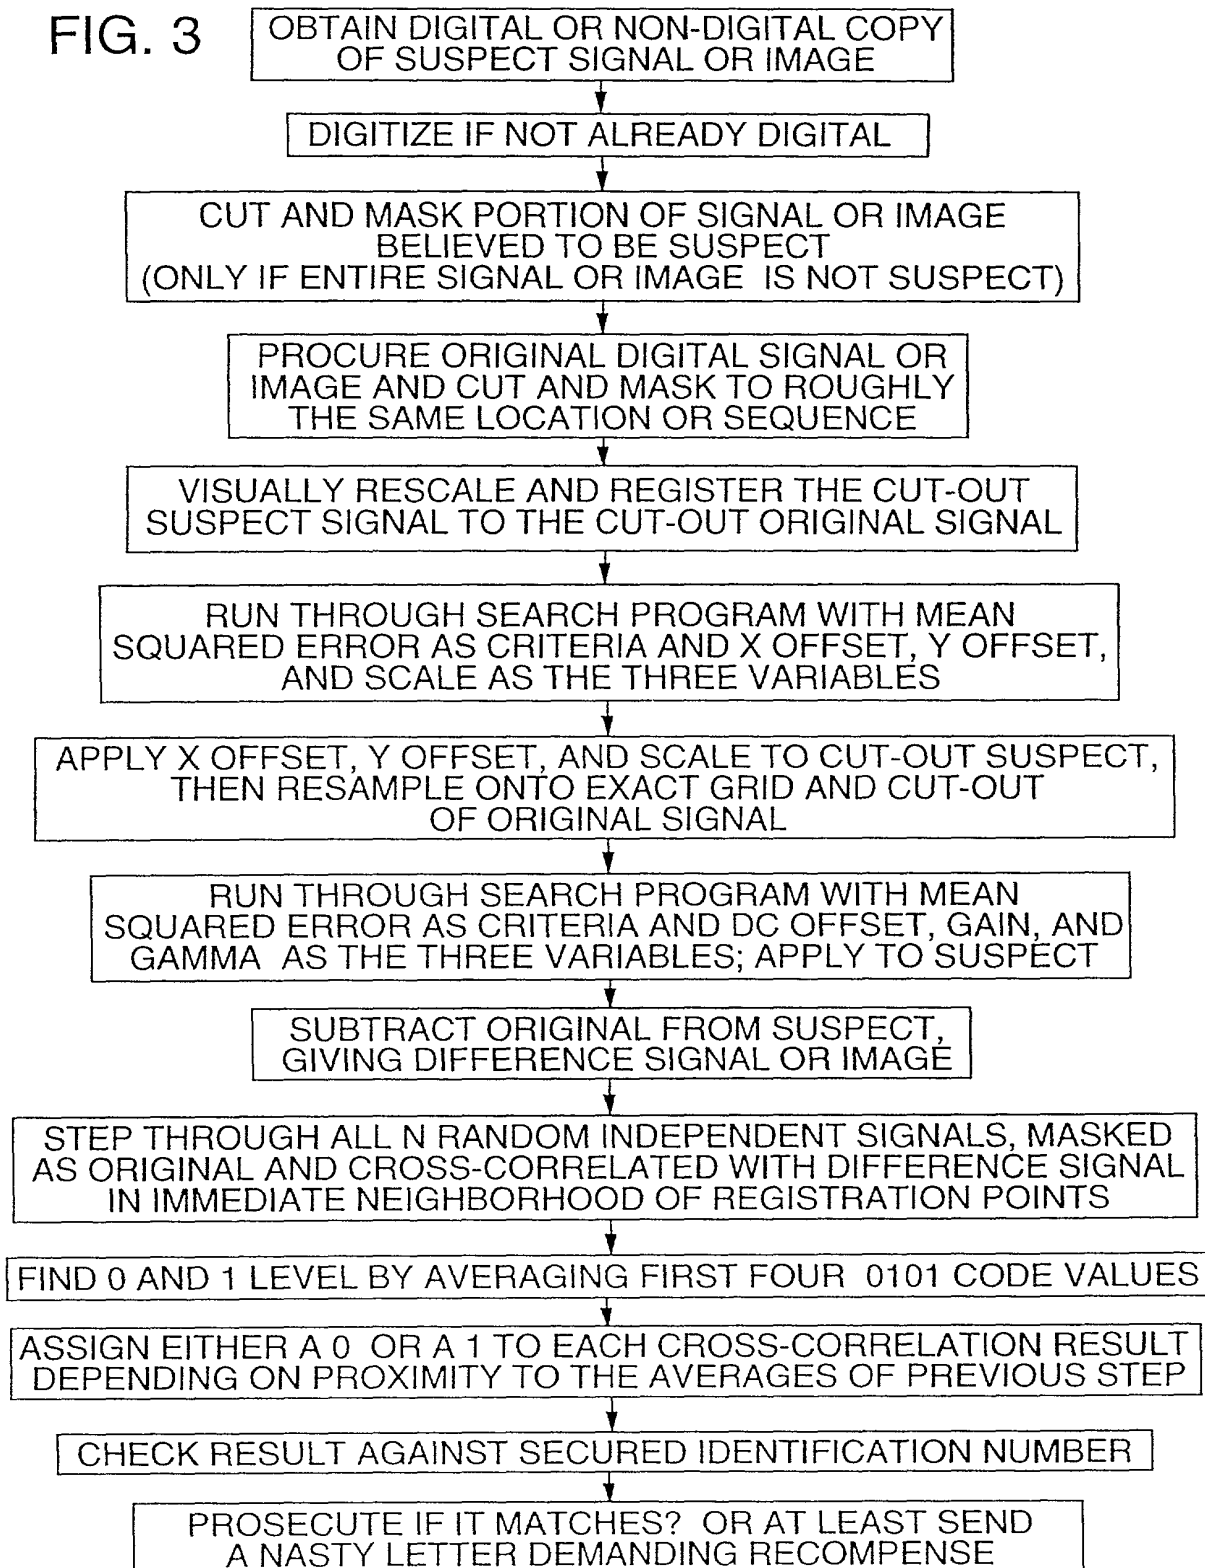 FIG. 3
OBTAIN DIGITAL OR NON-DIGITAL COPY
OF SUSPECT SIGNAL OR IMAGE
DIGITIZE IF NOT ALREADY DIGITAL
CUT AND MASK PORTION OF SIGNAL OR IMAGE
BELIEVED TO BE SUSPECT
(ONLY IF ENTIRE SIGNAL OR IMAGE IS NOT SUSPECT)
PROCURE ORIGINAL DIGITAL SIGNAL OR
IMAGE AND CUT AND MASK TO ROUGHLY
THE SAME LOCATION OR SEQUENCE
VISUALLY RESCALE AND REGISTER THE CUT-OUT
SUSPECT SIGNAL TO THE CUT-OUT ORIGINAL SIGNAL
RUN THROUGH SEARCH PROGRAM WITH MEAN
SQUARED ERROR AS CRITERIA AND X OFFSET, Y OFFSET,
AND SCALE AS THE THREE VARIABLES
APPLY X OFFSET, Y OFFSET, AND SCALE TO CUT-OUT SUSPECT,
THEN RESAMPLE ONTO EXACT GRID AND CUT-OUT
OF ORIGINAL SIGNAL
RUN THROUGH SEARCH PROGRAM WITH MEAN
SQUARED ERROR AS CRITERIA AND DC OFFSET, GAIN, AND
GAMMA AS THE THREE VARIABLES; APPLY TO SUSPECT
SUBTRACT ORIGINAL FROM SUSPECT,
GIVING DIFFERENCE SIGNAL OR IMAGE
STEP THROUGH ALL N RANDOM INDEPENDENT SIGNALS, MASKED
AS ORIGINAL AND CROSS-CORRELATED WITH DIFFERENCE SIGNAL
IN IMMEDIATE NEIGHBORHOOD OF REGISTRATION POINTS
FIND 0 AND 1 LEVEL BY AVERAGING FIRST FOUR 0101 CODE VALUES
ASSIGN EITHER A 0 OR A 1 TO EACH CROSS-CORRELATION RESULT
DEPENDING ON PROXIMITY TO THE AVERAGES OF PREVIOUS STEP
CHECK RESULT AGAINST SECURED IDENTIFICATION NUMBER
PROSECUTE IF IT MATCHES? OR AT LEAST SEND
A NASTY LETTER DEMANDING RECOMPENSE